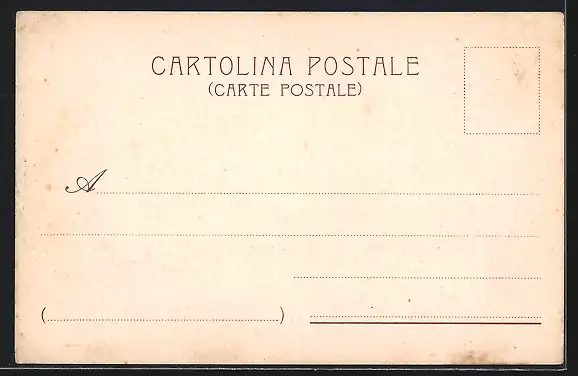 CARTOLINA POSTALE
(CARTE POSTALE)
A
( )